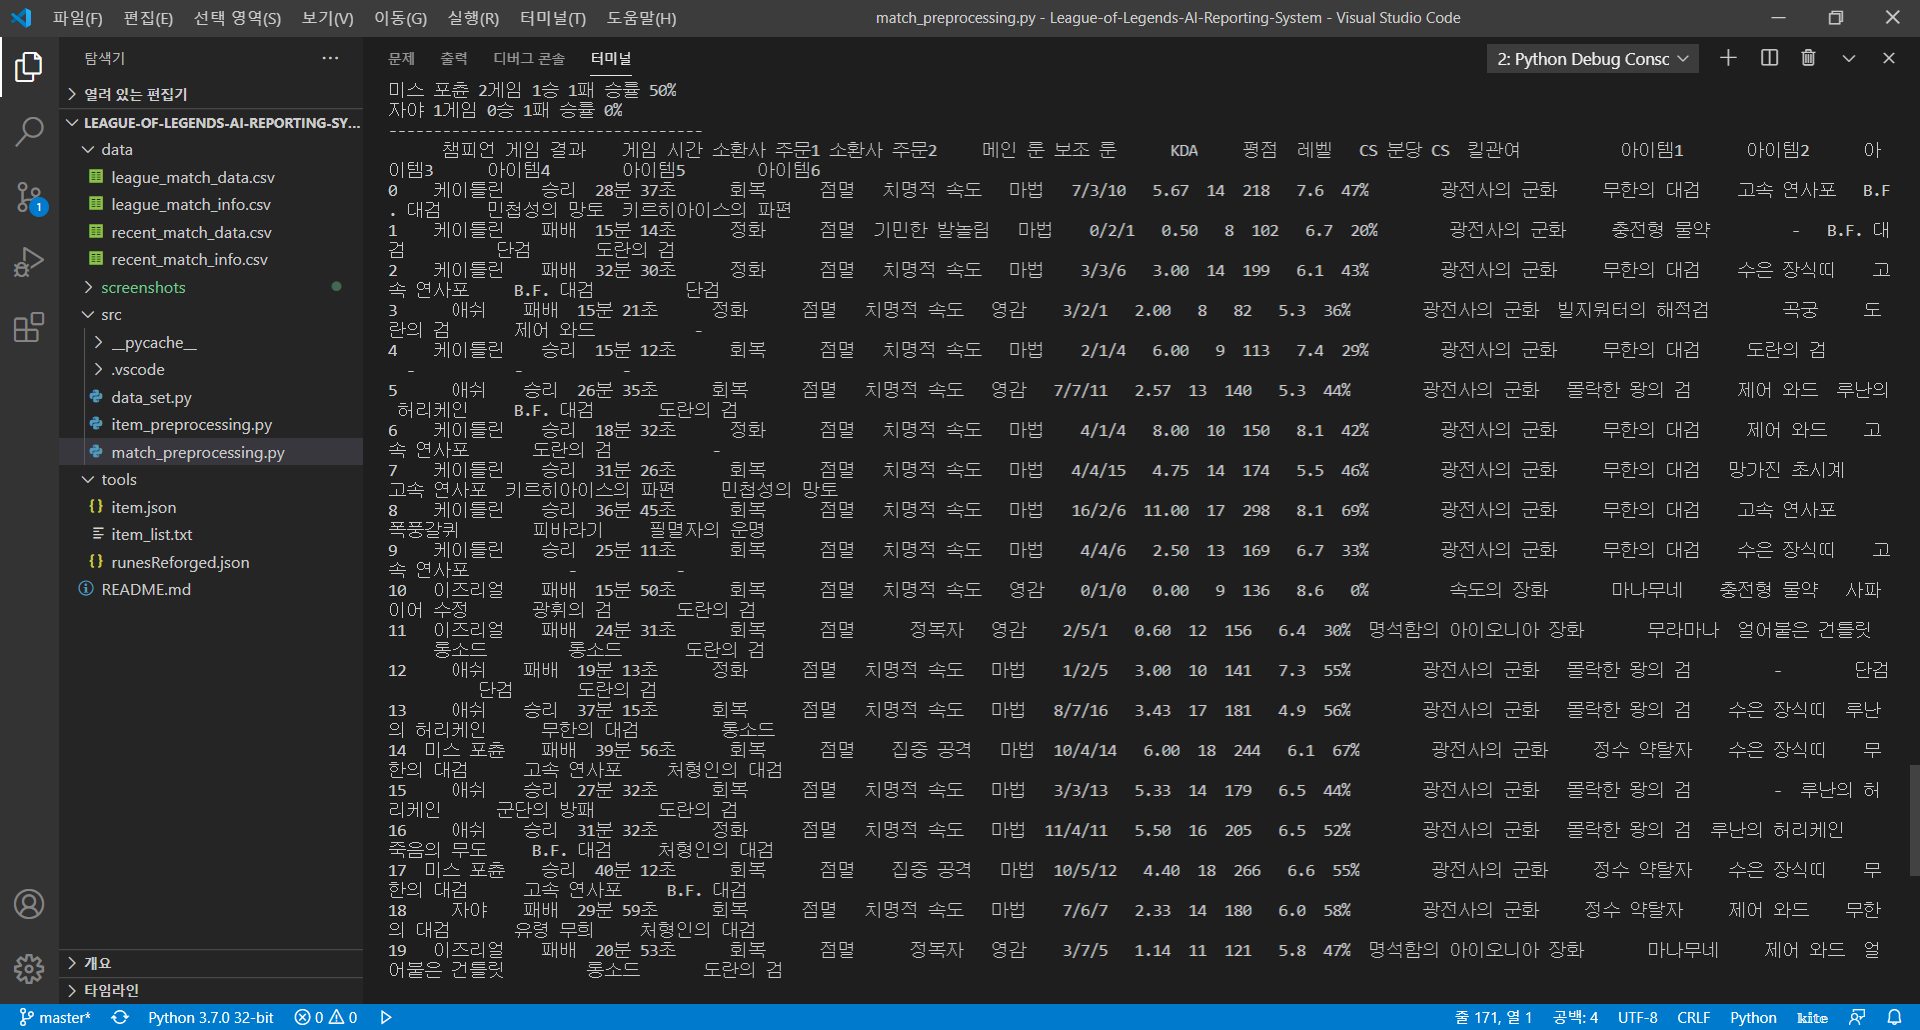 파일(F) 편집(E) 선택 영역(S) 보기(V) 이동(G) 실행(R) 터미널(T) 도움말(H) match_preprocessing.py - League-of-Legends-AI-Reporting-System - Visual Studio Code
탐색기 ···
열려 있는 편집기
LEAGUE-OF-LEGENDS-AI-REPORTING-SY...
data
league_match_data.csv
league_match_info.csv
recent_match_data.csv
recent_match_info.csv
screenshots
src
__pycache__
.vscode
data_set.py
item_preprocessing.py
match_preprocessing.py
tools
item.json
item_list.txt
runesReforged.json
README.md
개요
타임라인
1
문제 출력 디버그 콘솔 터미널 2: Python Debug Consc
미스 포츈 2게임 1승 1패 승률 50%
자야 1게임 0승 1패 승률 0%
-----------------------------------
챔피언 게임 결과 게임 시간 소환사 주문1 소환사 주문2 메인 룬 보조 룬 KDA 평점 레벨 CS 분당 CS 킬관여 아이템1 아이템2 아
이템3 아이템4 아이템5 아이템6
0 케이틀린 승리 28분 37초 회복 점멸 치명적 속도 마법 7/3/10 5.67 14 218 7.6 47% 광전사의 군화 무한의 대검 고속 연사포 B.F
. 대검 민첩성의 망토 키르히아이스의 파편
1 케이틀린 패배 15분 14초 정화 점멸 기민한 발놀림 마법 0/2/1 0.50 8 102 6.7 20% 광전사의 군화 충전형 물약 - B.F. 대
검 단검 도란의 검
2 케이틀린 패배 32분 30초 정화 점멸 치명적 속도 마법 3/3/6 3.00 14 199 6.1 43% 광전사의 군화 무한의 대검 수은 장식띠 고
속 연사포 B.F. 대검 단검
3 애쉬 패배 15분 21초 정화 점멸 치명적 속도 영감 3/2/1 2.00 8 82 5.3 36% 광전사의 군화 빌지워터의 해적검 곡궁 도
란의 검 제어 와드 -
4 케이틀린 승리 15분 12초 회복 점멸 치명적 속도 마법 2/1/4 6.00 9 113 7.4 29% 광전사의 군화 무한의 대검 도란의 검
- - -
5 애쉬 승리 26분 35초 회복 점멸 치명적 속도 영감 7/7/11 2.57 13 140 5.3 44% 광전사의 군화 몰락한 왕의 검 제어 와드 루난의
허리케인 B.F. 대검 도란의 검
6 케이틀린 승리 18분 32초 정화 점멸 치명적 속도 마법 4/1/4 8.00 10 150 8.1 42% 광전사의 군화 무한의 대검 제어 와드 고
속 연사포 도란의 검 -
7 케이틀린 승리 31분 26초 회복 점멸 치명적 속도 마법 4/4/15 4.75 14 174 5.5 46% 광전사의 군화 무한의 대검 망가진 초시계
고속 연사포 키르히아이스의 파편 민첩성의 망토
8 케이틀린 승리 36분 45초 회복 점멸 치명적 속도 마법 16/2/6 11.00 17 298 8.1 69% 광전사의 군화 무한의 대검 고속 연사포
폭풍갈퀴 피바라기 필멸자의 운명
9 케이틀린 승리 25분 11초 회복 점멸 치명적 속도 마법 4/4/6 2.50 13 169 6.7 33% 광전사의 군화 무한의 대검 수은 장식띠 고
속 연사포 - -
10 이즈리얼 패배 15분 50초 회복 점멸 치명적 속도 영감 0/1/0 0.00 9 136 8.6 0% 속도의 장화 마나무네 충전형 물약 사파
이어 수정 광휘의 검 도란의 검
11 이즈리얼 패배 24분 31초 회복 점멸 정복자 영감 2/5/1 0.60 12 156 6.4 30% 명석함의 아이오니아 장화 무라마나 얼어붙은 건틀릿
롱소드 롱소드 도란의 검
12 애쉬 패배 19분 13초 정화 점멸 치명적 속도 마법 1/2/5 3.00 10 141 7.3 55% 광전사의 군화 몰락한 왕의 검 - 단검
단검 도란의 검
13 애쉬 승리 37분 15초 회복 점멸 치명적 속도 마법 8/7/16 3.43 17 181 4.9 56% 광전사의 군화 몰락한 왕의 검 수은 장식띠 루난
의 허리케인 무한의 대검 롱소드
14 미스 포츈 패배 39분 56초 회복 점멸 집중 공격 마법 10/4/14 6.00 18 244 6.1 67% 광전사의 군화 정수 약탈자 수은 장식띠 무
한의 대검 고속 연사포 처형인의 대검
15 애쉬 승리 27분 32초 회복 점멸 치명적 속도 마법 3/3/13 5.33 14 179 6.5 44% 광전사의 군화 몰락한 왕의 검 - 루난의 허
리케인 군단의 방패 도란의 검
16 애쉬 승리 31분 32초 정화 점멸 치명적 속도 마법 11/4/11 5.50 16 205 6.5 52% 광전사의 군화 몰락한 왕의 검 루난의 허리케인
죽음의 무도 B.F. 대검 처형인의 대검
17 미스 포츈 승리 40분 12초 회복 점멸 집중 공격 마법 10/5/12 4.40 18 266 6.6 55% 광전사의 군화 정수 약탈자 수은 장식띠 무
한의 대검 고속 연사포 B.F. 대검
18 자야 패배 29분 59초 회복 점멸 치명적 속도 마법 7/6/7 2.33 14 180 6.0 58% 광전사의 군화 정수 약탈자 제어 와드 무한
의 대검 유령 무희 처형인의 대검
19 이즈리얼 패배 20분 53초 회복 점멸 정복자 영감 3/7/5 1.14 11 121 5.8 47% 명석함의 아이오니아 장화 마나무네 제어 와드 얼
어붙은 건틀릿 롱소드 도란의 검
master* Python 3.7.0 32-bit 0 0 줄 171, 열 1 공백: 4 UTF-8 CRLF Python kite